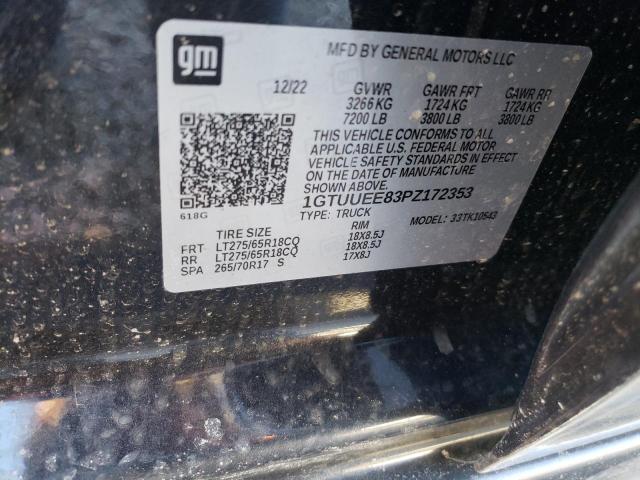 gm
MFD BY GENERAL MOTORS LLC
12/22 GVWR GAWR FRT GAWR RR
3266 KG 1724 KG 1724 KG
7200 LB 3800 LB 3800 LB
THIS VEHICLE CONFORMS TO ALL
APPLICABLE U.S. FEDERAL MOTOR
VEHICLE SAFETY STANDARDS IN EFFECT
ON THE DATE OF MANUFACTURE
SHOWN ABOVE.
1GTUUEE83PZ172353
618G
TYPE: TRUCK MODEL: 33TK10543
TIRE SIZE RIM
FRT LT275/65R18CQ 18X8.5J
RR LT275/65R18CQ 18X8.5J
SPA 265/70R17 S 17X8J